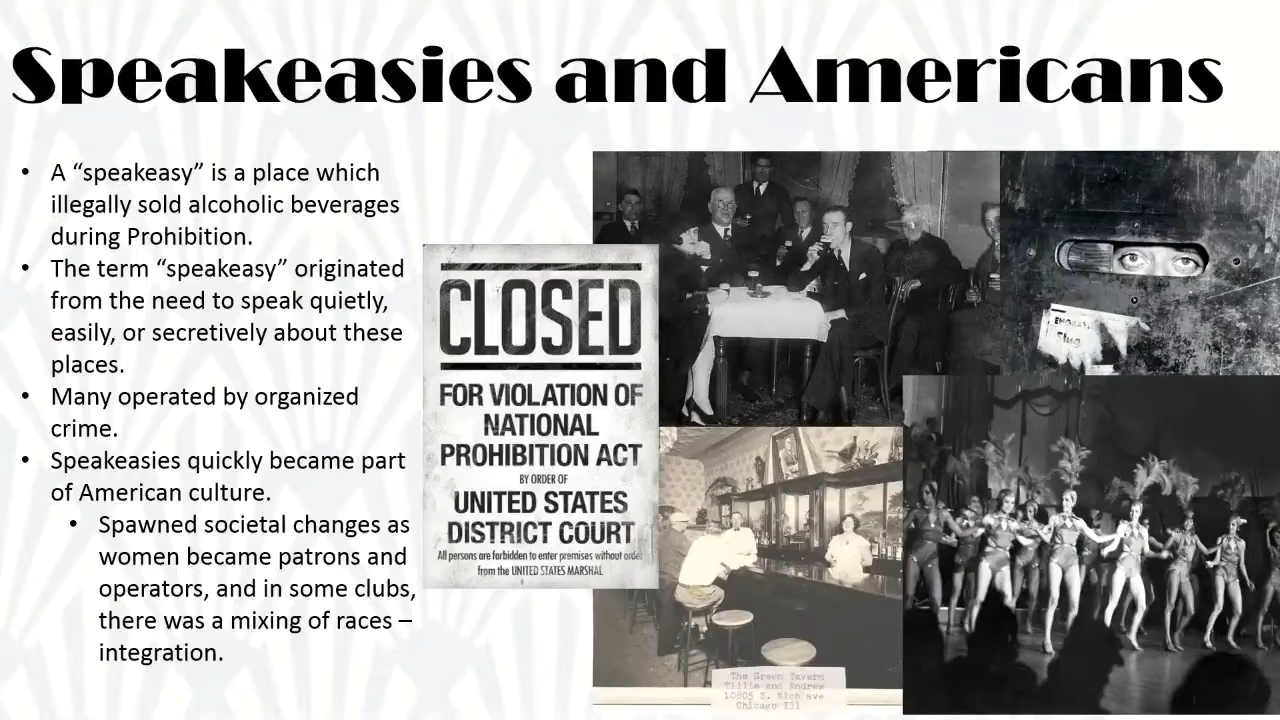 Speakeasies and Americans
• A “speakeasy” is a place which
illegally sold alcoholic beverages
during Prohibition.
• The term “speakeasy” originated
from the need to speak quietly,
easily, or secretively about these
places.
• Many operated by organized
crime.
• Speakeasies quickly became part
of American culture.
• Spawned societal changes as
women became patrons and
operators, and in some clubs,
there was a mixing of races –
integration.
CLOSED
FOR VIOLATION OF
NATIONAL
PROHIBITION ACT
BY ORDER OF
UNITED STATES
DISTRICT COURT
All persons are forbidden to enter premises without order
from the UNITED STATES MARSHAL
The Green Tavern
Tillie and Andrew
10805 S. Mich ave
Chicago Ill